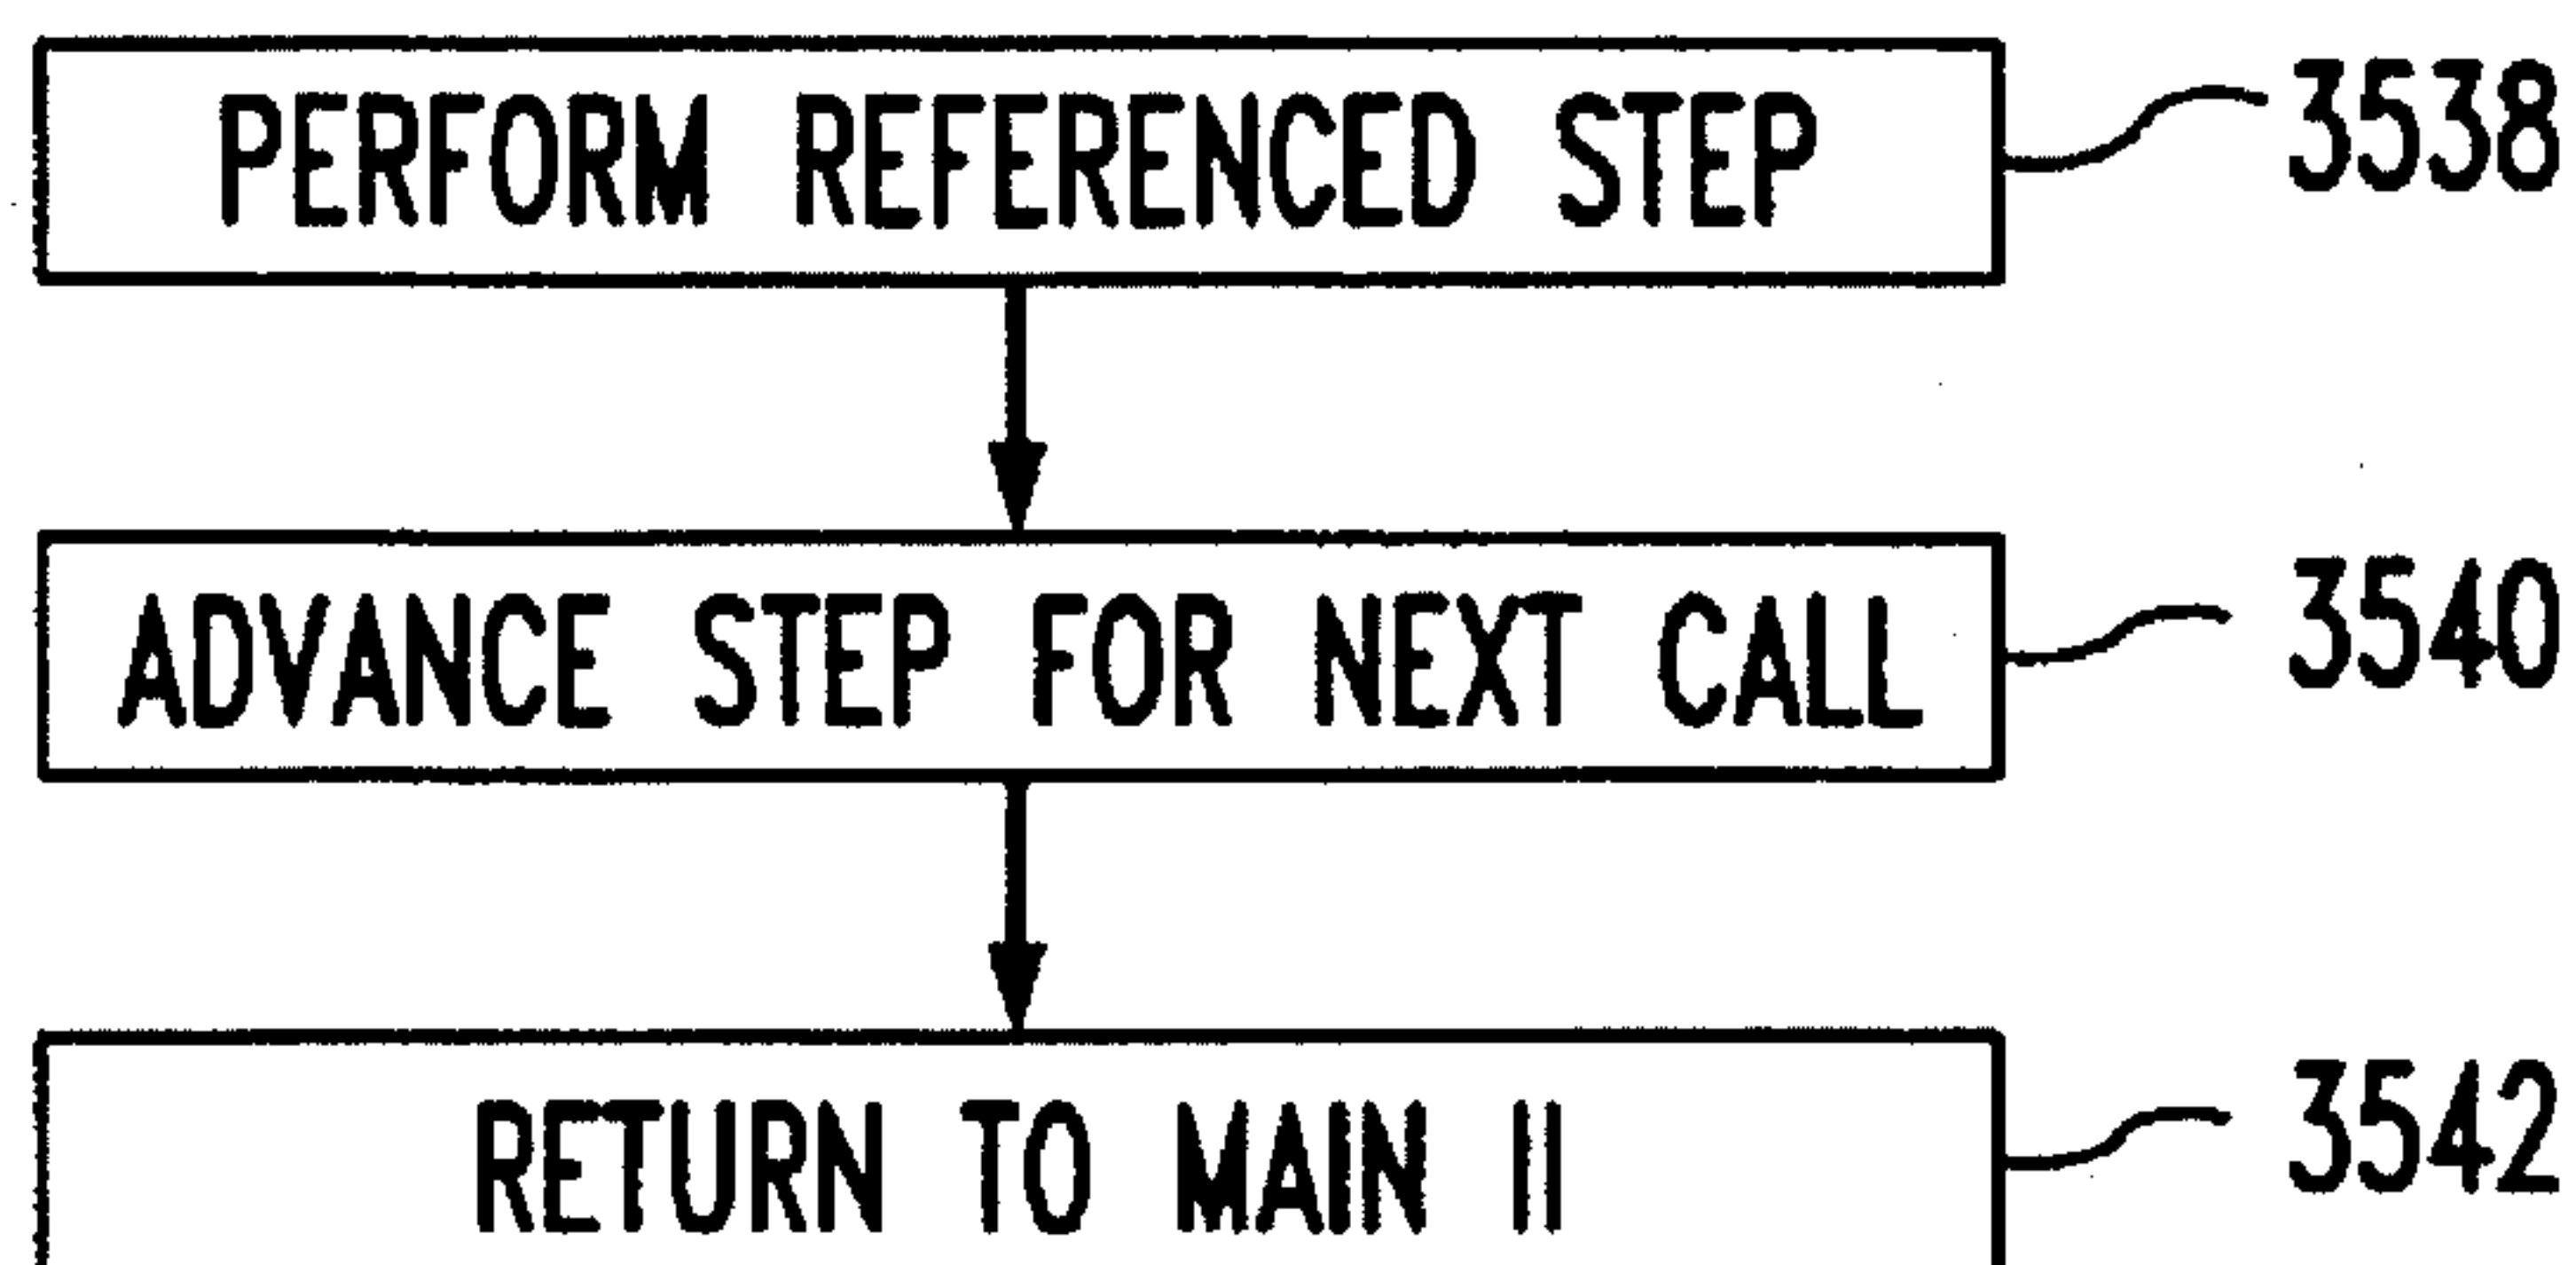 PERFORM REFERENCED STEP 3538
ADVANCE STEP FOR NEXT CALL 3540
RETURN TO MAIN II 3542